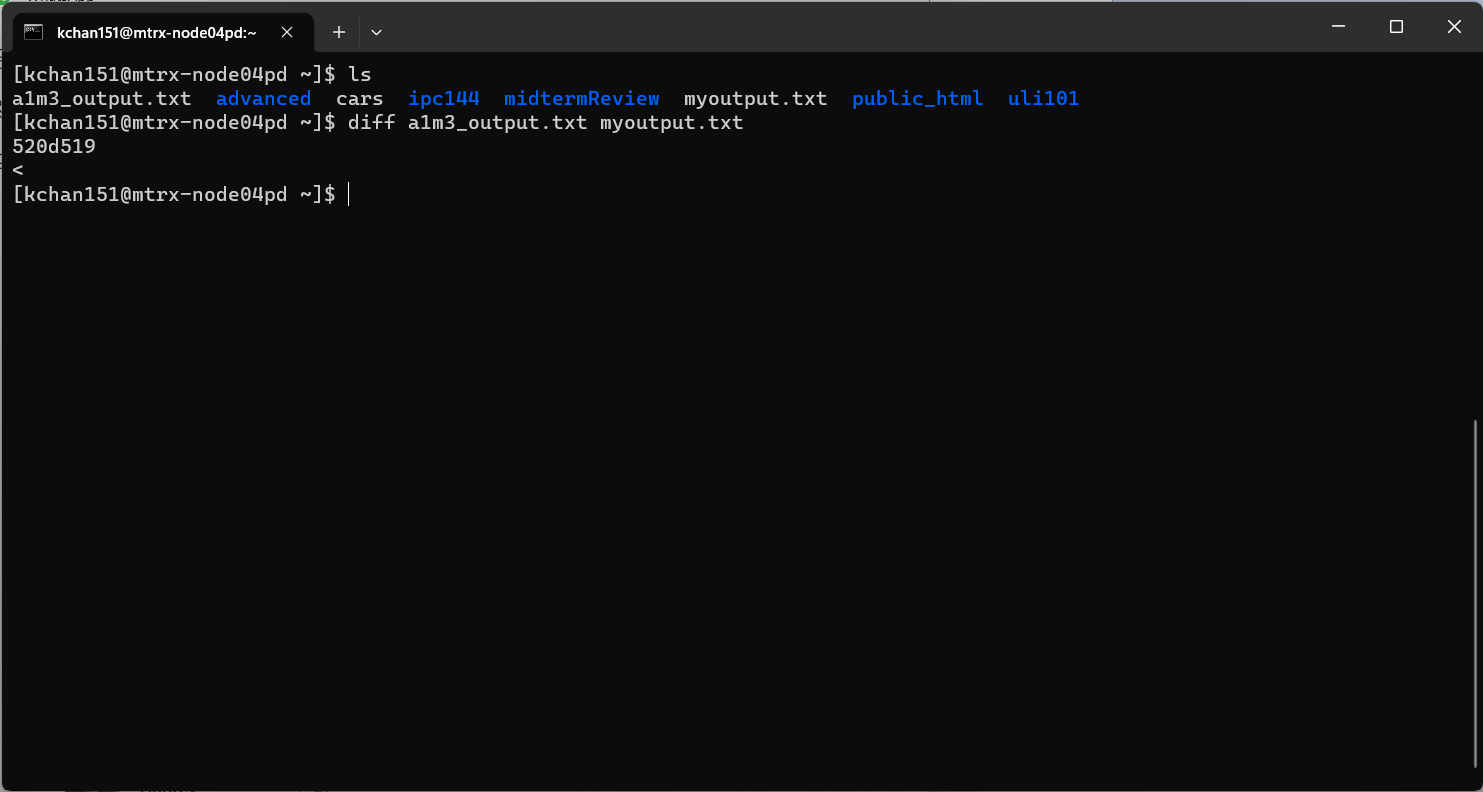 kchan151@mtrx-node04pd:~
[kchan151@mtrx-node04pd ~]$ ls
a1m3_output.txt  advanced  cars  ipc144  midtermReview  myoutput.txt  public_html  uli101
[kchan151@mtrx-node04pd ~]$ diff a1m3_output.txt myoutput.txt
520d519
<
[kchan151@mtrx-node04pd ~]$